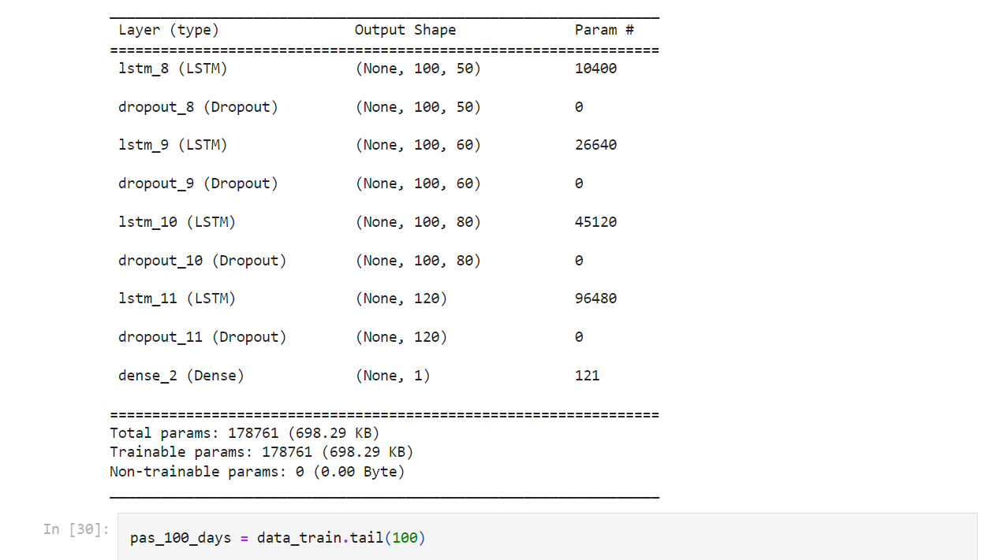 Layer (type) Output Shape Param #
=================================================================
lstm_8 (LSTM) (None, 100, 50) 10400
dropout_8 (Dropout) (None, 100, 50) 0
lstm_9 (LSTM) (None, 100, 60) 26640
dropout_9 (Dropout) (None, 100, 60) 0
lstm_10 (LSTM) (None, 100, 80) 45120
dropout_10 (Dropout) (None, 100, 80) 0
lstm_11 (LSTM) (None, 120) 96480
dropout_11 (Dropout) (None, 120) 0
dense_2 (Dense) (None, 1) 121
=================================================================
Total params: 178761 (698.29 KB)
Trainable params: 178761 (698.29 KB)
Non-trainable params: 0 (0.00 Byte)
In [30]: pas_100_days = data_train.tail(100)